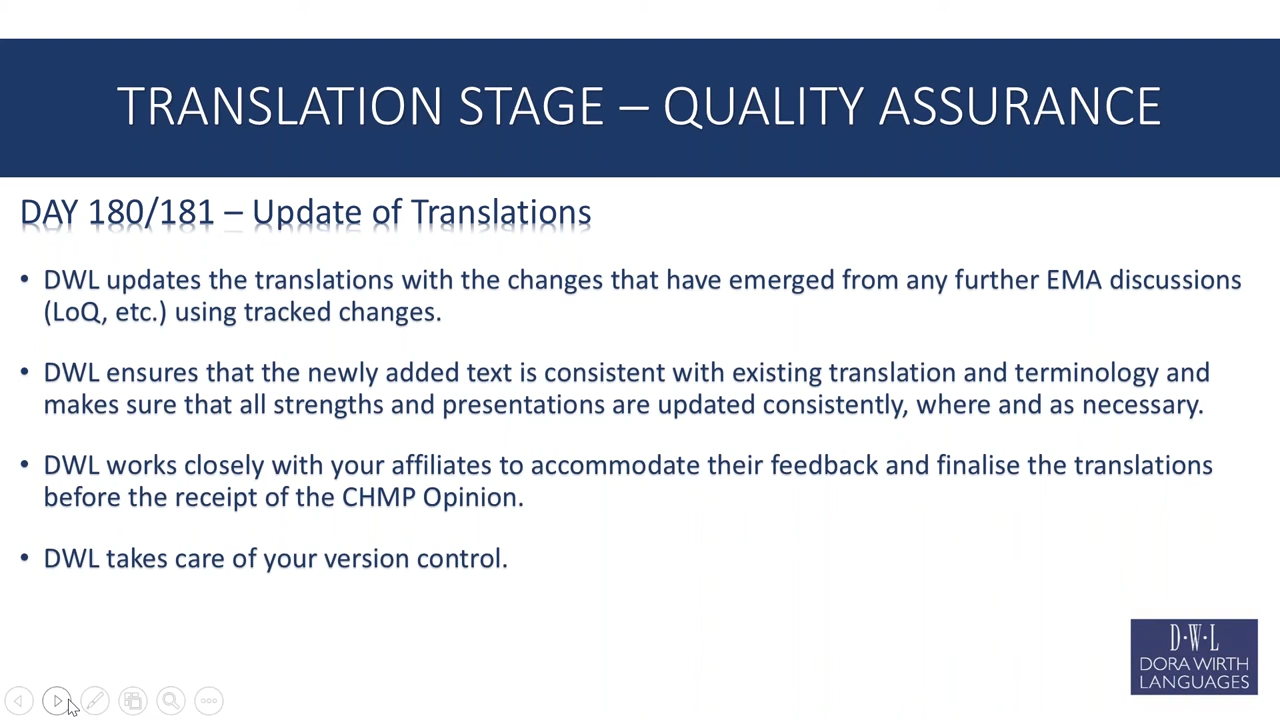 TRANSLATION STAGE – QUALITY ASSURANCE
DAY 180/181 – Update of Translations
• DWL updates the translations with the changes that have emerged from any further EMA discussions
(LoQ, etc.) using tracked changes.
• DWL ensures that the newly added text is consistent with existing translation and terminology and
makes sure that all strengths and presentations are updated consistently, where and as necessary.
• DWL works closely with your affiliates to accommodate their feedback and finalise the translations
before the receipt of the CHMP Opinion.
• DWL takes care of your version control.
D·W·L
DORA WIRTH
LANGUAGES